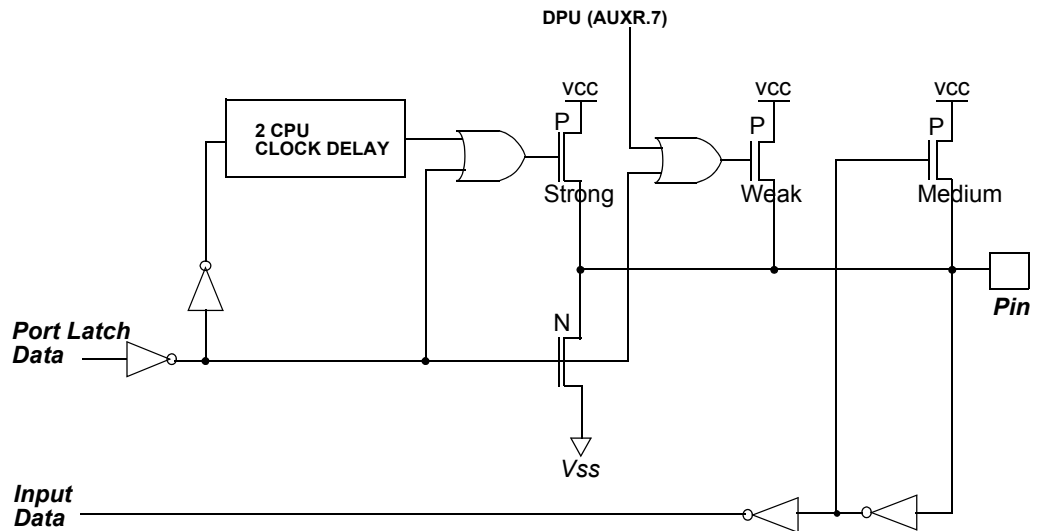 DPU (AUXR.7)
VCC
VCC
VCC
2 CPU
CLOCK DELAY
P
P
P
Strong
Weak
Medium
Pin
N
Port Latch
Data
Vss
Input
Data